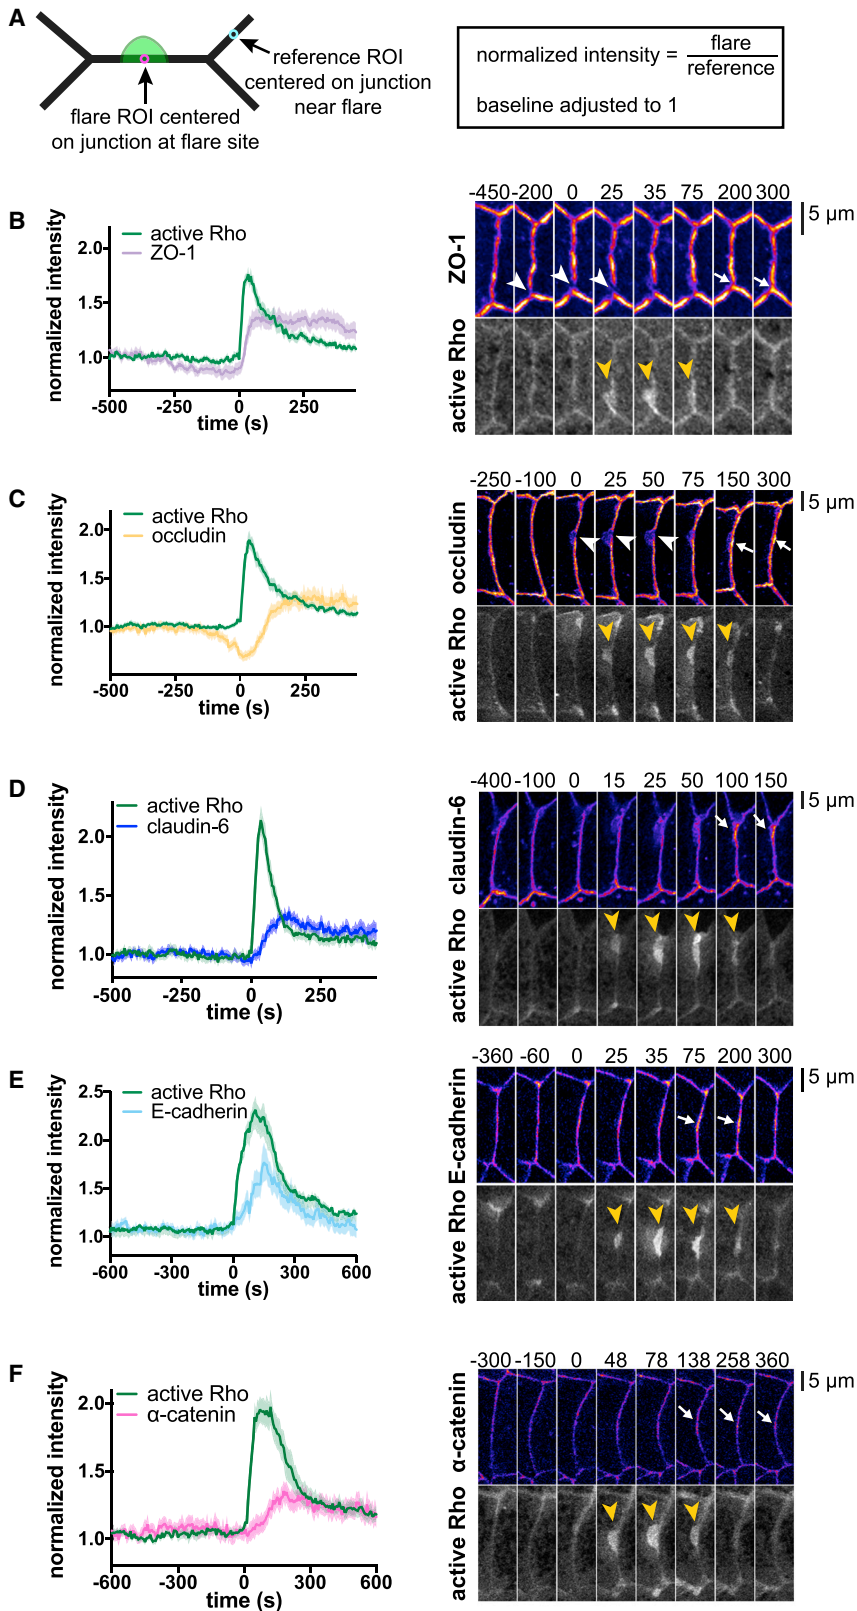 A
reference ROI
centered on junction
near flare
flare ROI centered
on junction at flare site
normalized intensity = flare
reference
baseline adjusted to 1
B
normalized intensity
2.0
1.5
1.0
active Rho
ZO-1
-500 -250 0 250
time (s)
-450 -200 0 25 35 75 200 300
5 µm
ZO-1
active Rho
C
normalized intensity
2.0
1.5
1.0
active Rho
occludin
-500 -250 0 250
time (s)
-250 -100 0 25 50 75 150 300
5 µm
occludin
active Rho
D
normalized intensity
2.0
1.5
1.0
active Rho
claudin-6
-500 -250 0 250
time (s)
-400 -100 0 15 25 50 100 150
5 µm
claudin-6
active Rho
E
normalized intensity
2.5
2.0
1.5
1.0
active Rho
E-cadherin
-600 -300 0 300 600
time (s)
-360 -60 0 25 35 75 200 300
5 µm
E-cadherin
active Rho
F
normalized intensity
2.0
1.5
1.0
active Rho
α-catenin
-600 -300 0 300 600
time (s)
-300 -150 0 48 78 138 258 360
5 µm
α-catenin
active Rho